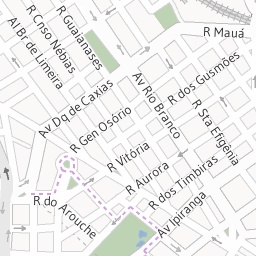 R Guaianases
R Cnso Nébias
Al Br de Limeira
R Mauá
R dos Gusmões
Av Rio Branco
R Sta Efigênia
Av Dq de Caxias
R Gen Osório
R Vitória
R Aurora
R dos Timbiras
Av Ipiranga
R do Arouche